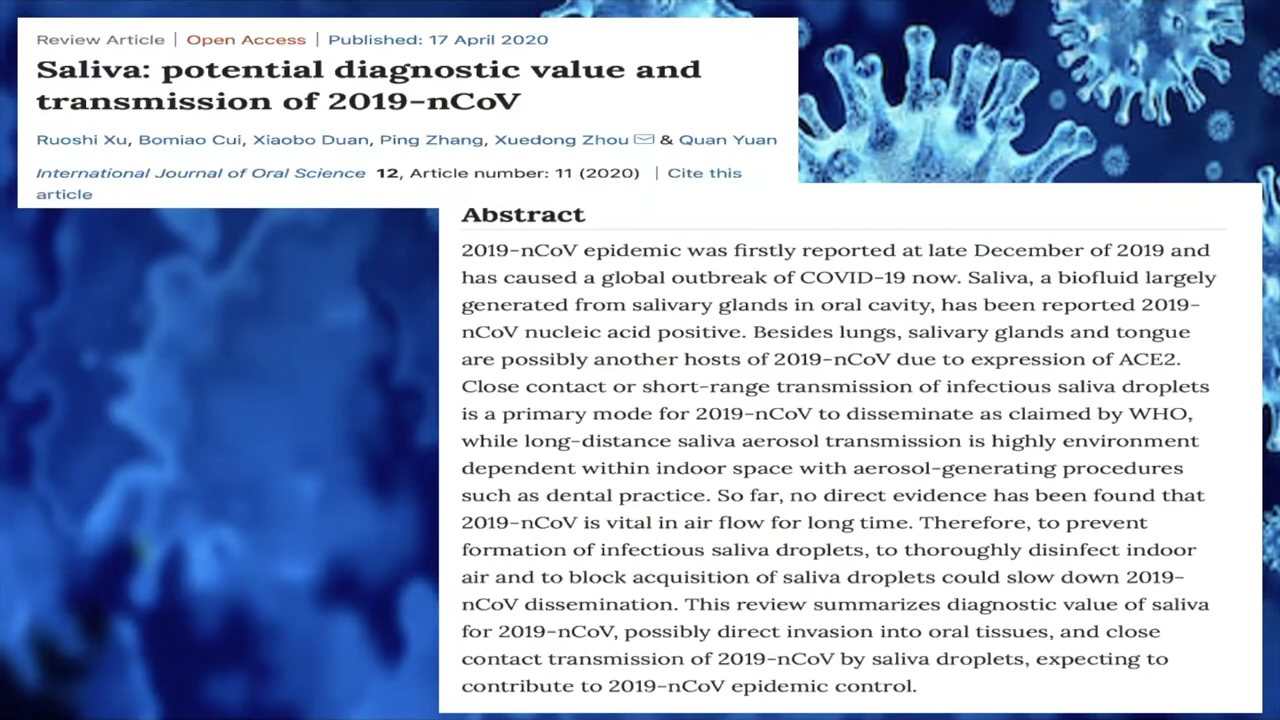 Review Article | Open Access | Published: 17 April 2020
Saliva: potential diagnostic value and
transmission of 2019-nCoV
Ruoshi Xu, Bomiao Cui, Xiaobo Duan, Ping Zhang, Xuedong Zhou & Quan Yuan
International Journal of Oral Science 12, Article number: 11 (2020) | Cite this
article
Abstract
2019-nCoV epidemic was firstly reported at late December of 2019 and
has caused a global outbreak of COVID-19 now. Saliva, a biofluid largely
generated from salivary glands in oral cavity, has been reported 2019-
nCoV nucleic acid positive. Besides lungs, salivary glands and tongue
are possibly another hosts of 2019-nCoV due to expression of ACE2.
Close contact or short-range transmission of infectious saliva droplets
is a primary mode for 2019-nCoV to disseminate as claimed by WHO,
while long-distance saliva aerosol transmission is highly environment
dependent within indoor space with aerosol-generating procedures
such as dental practice. So far, no direct evidence has been found that
2019-nCoV is vital in air flow for long time. Therefore, to prevent
formation of infectious saliva droplets, to thoroughly disinfect indoor
air and to block acquisition of saliva droplets could slow down 2019-
nCoV dissemination. This review summarizes diagnostic value of saliva
for 2019-nCoV, possibly direct invasion into oral tissues, and close
contact transmission of 2019-nCoV by saliva droplets, expecting to
contribute to 2019-nCoV epidemic control.